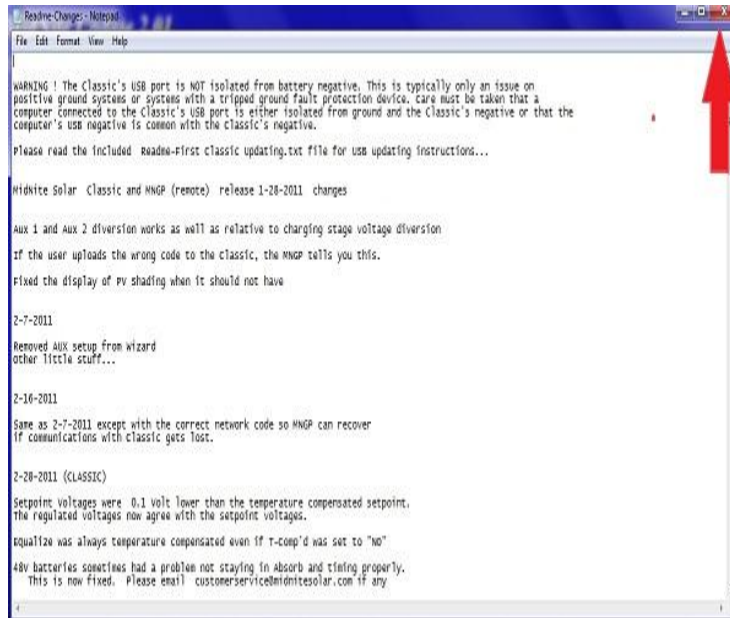 Readme-Changes - Notepad
File Edit Format View Help
WARNING ! The Classic's USB port is NOT isolated from battery negative. This is typically only an issue on
positive ground systems or systems with a tripped ground fault protection device. care must be taken that a
computer connected to the Classic's USB port is either isolated from ground and the Classic's negative or that the
computer's USB negative is common with the classic's negative.
Please read the included Readme-First Classic Updating.txt file for USB updating instructions...
MidNite Solar Classic and MNGP (remote) release 1-28-2011 changes
Aux 1 and Aux 2 diversion works as well as relative to charging stage voltage diversion
If the user uploads the wrong code to the classic, the MNGP tells you this.
Fixed the display of PV shading when it should not have
2-7-2011
Removed AUX setup from wizard
other little stuff...
2-16-2011
Same as 2-7-2011 except with the correct network code so MNGP can recover
if communications with classic gets lost.
2-28-2011 (CLASSIC)
Setpoint Voltages were 0.1 Volt lower than the temperature compensated setpoint.
The regulated voltages now agree with the setpoint voltages.
Equalize was always temperature compensated even if T-Comp'd was set to "NO"
48V batteries sometimes had a problem not staying in Absorb and timing properly.
This is now fixed. Please email customerservice@midnitesolar.com if any